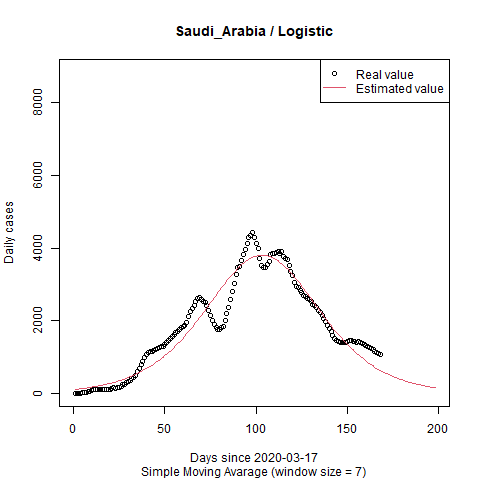 Saudi_Arabia / Logistic
Real value
Estimated value
Daily cases
8000
6000
4000
2000
0
0 50 100 150 200
Days since 2020-03-17
Simple Moving Avarage (window size = 7)